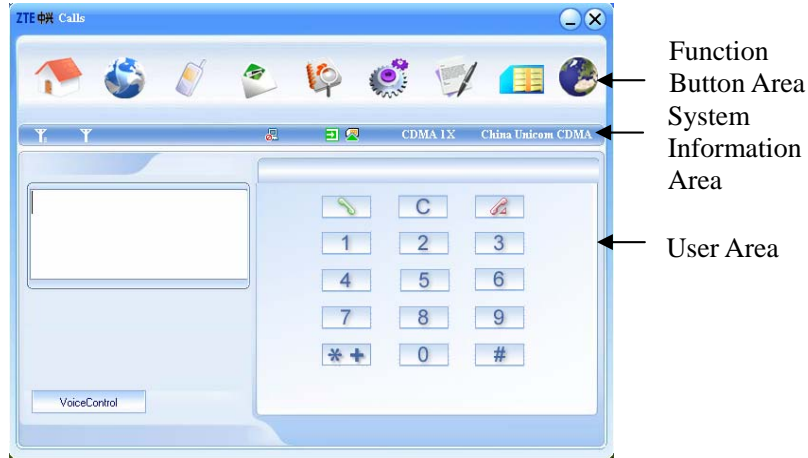 ZTE中兴 Calls
Function
Button Area
System
Information
Area
CDMA 1X China Unicom CDMA
C
1 2 3
4 5 6
7 8 9
* + 0 #
User Area
VoiceControl